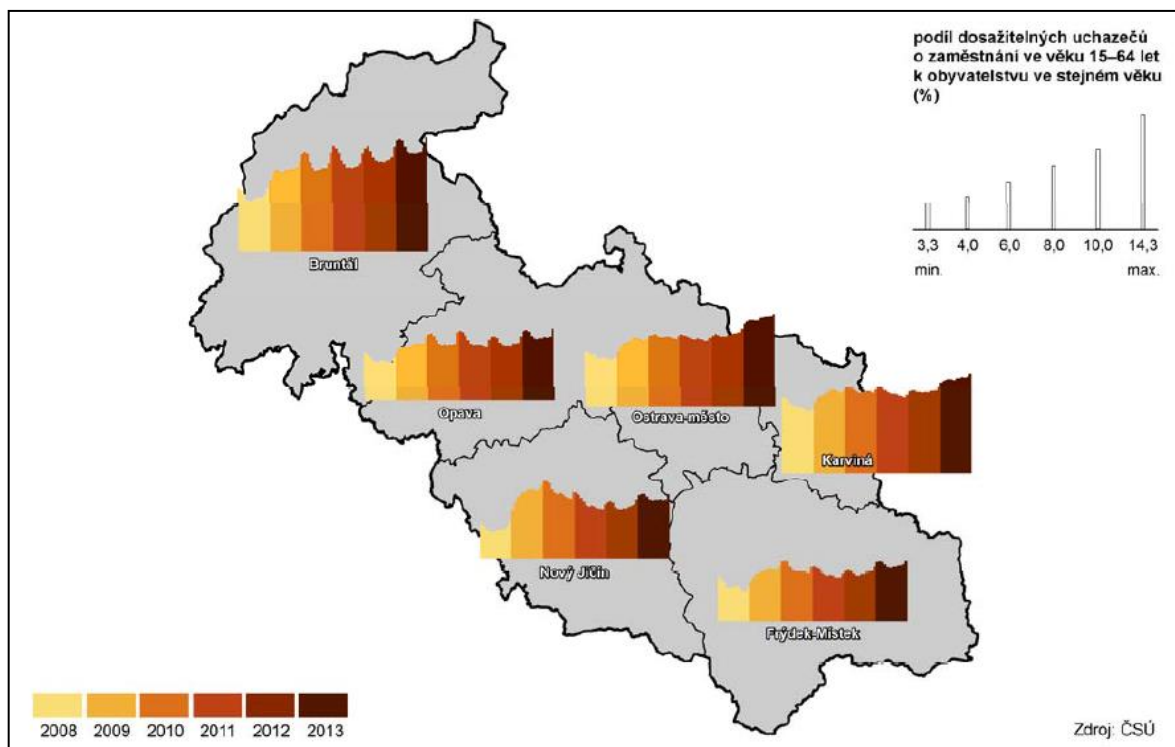 podíl dosažitelných uchazečů
o zaměstnání ve věku 15–64 let
k obyvatelstvu ve stejném věku
(%)
3,3 4,0 6,0 8,0 10,0 14,3
min. max.
Bruntál
Opava
Ostrava-město
Karviná
Nový Jičín
Frýdek-Místek
2008 2009 2010 2011 2012 2013
Zdroj: ČSÚ